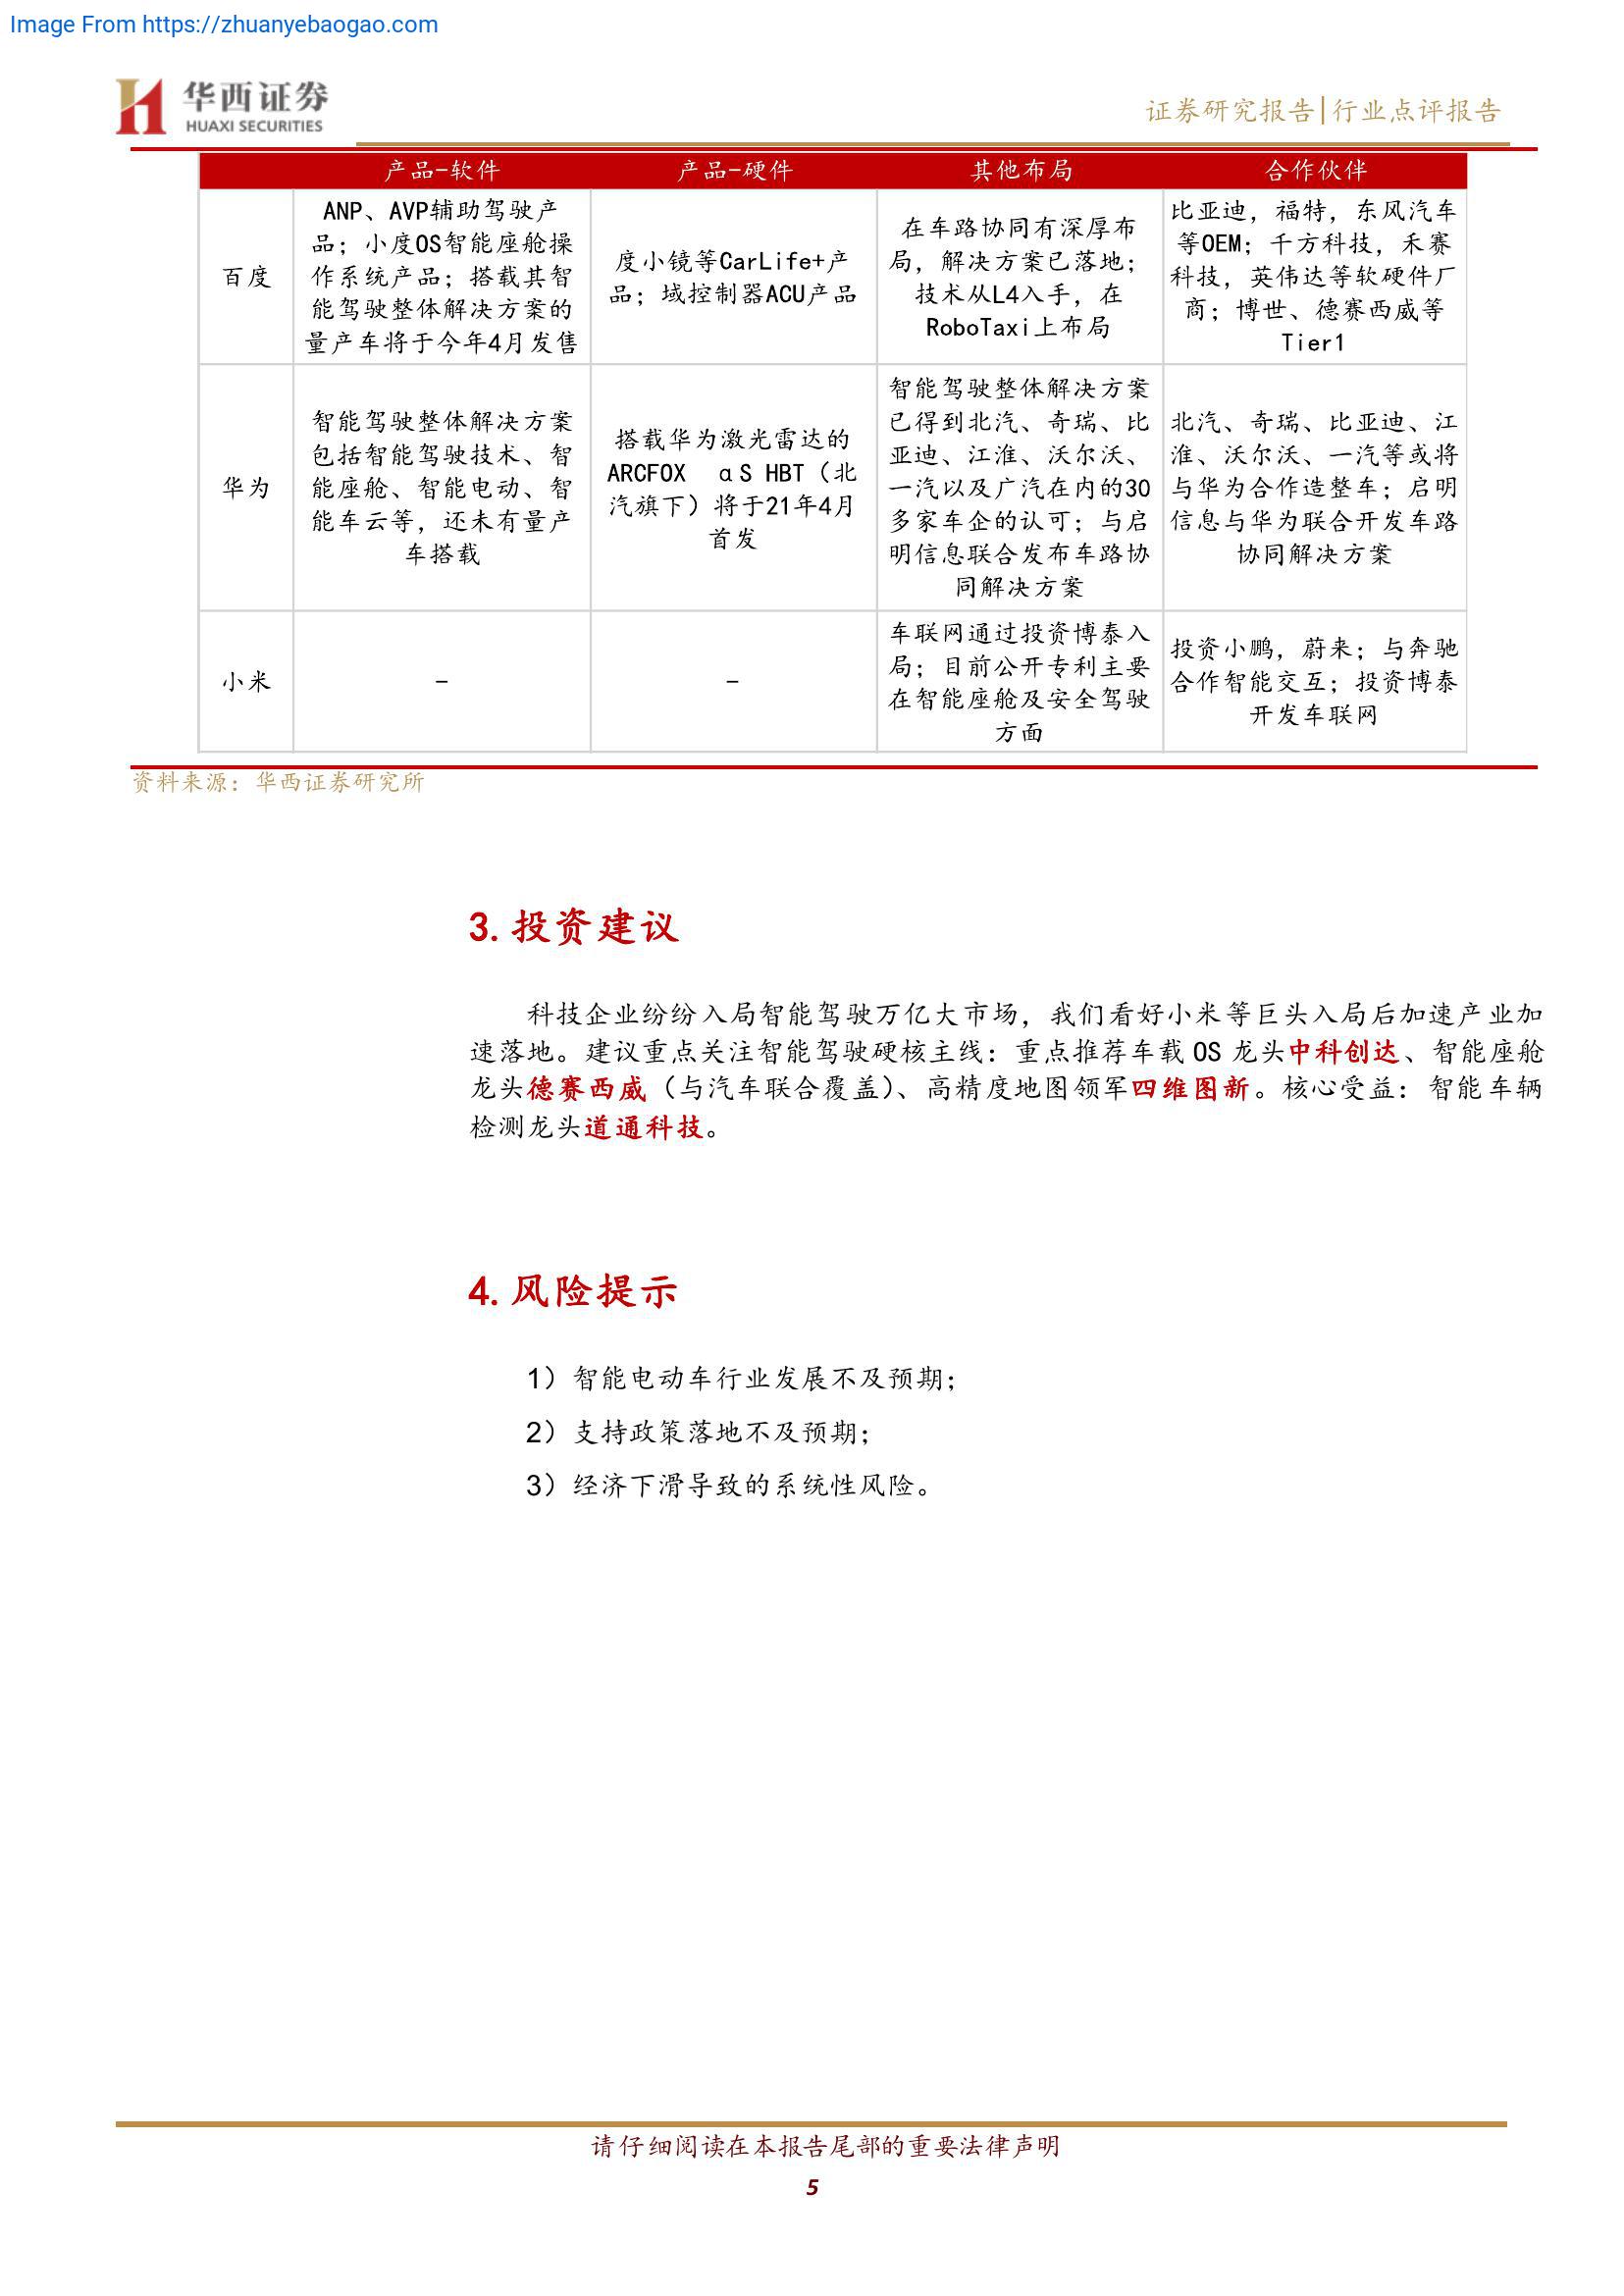 Image From https://zhuanyebaogao.com
华西证券
HUAXI SECURITIES
证券研究报告|行业点评报告
产品-软件 产品-硬件 其他布局 合作伙伴
百度
ANP、AVP辅助驾驶产
品；小度OS智能座舱操
作系统产品；搭载其智
能驾驶整体解决方案的
量产车将于今年4月发售
度小镜等CarLife+产
品；域控制器ACU产品
在车路协同有深厚布
局，解决方案已落地；
技术从L4入手，在
RoboTaxi上布局
比亚迪，福特，东风汽车
等OEM；千方科技，禾赛
科技，英伟达等软硬件厂
商；博世、德赛西威等
Tier1
华为
智能驾驶整体解决方案
包括智能驾驶技术、智
能座舱、智能电动、智
能车云等，还未有量产
车搭载
搭载华为激光雷达的
ARCFOX αS HBT（北
汽旗下）将于21年4月
首发
智能驾驶整体解决方案
已得到北汽、奇瑞、比
亚迪、江淮、沃尔沃、
一汽以及广汽在内的30
多家车企的认可；与启
明信息联合发布车路协
同解决方案
北汽、奇瑞、比亚迪、江
淮、沃尔沃、一汽等或将
与华为合作造整车；启明
信息与华为联合开发车路
协同解决方案
小米
-
-
车联网通过投资博泰入
局；目前公开专利主要
在智能座舱及安全驾驶
方面
投资小鹏，蔚来；与奔驰
合作智能交互；投资博泰
开发车联网
资料来源：华西证券研究所
3. 投资建议
科技企业纷纷入局智能驾驶万亿大市场，我们看好小米等巨头入局后加速产业加
速落地。建议重点关注智能驾驶硬核主线：重点推荐车载 OS 龙头中科创达、智能座舱
龙头德赛西威（与汽车联合覆盖）、高精度地图领军四维图新。核心受益：智能车辆
检测龙头道通科技。
4. 风险提示
1）智能电动车行业发展不及预期；
2）支持政策落地不及预期；
3）经济下滑导致的系统性风险。
请仔细阅读在本报告尾部的重要法律声明
5